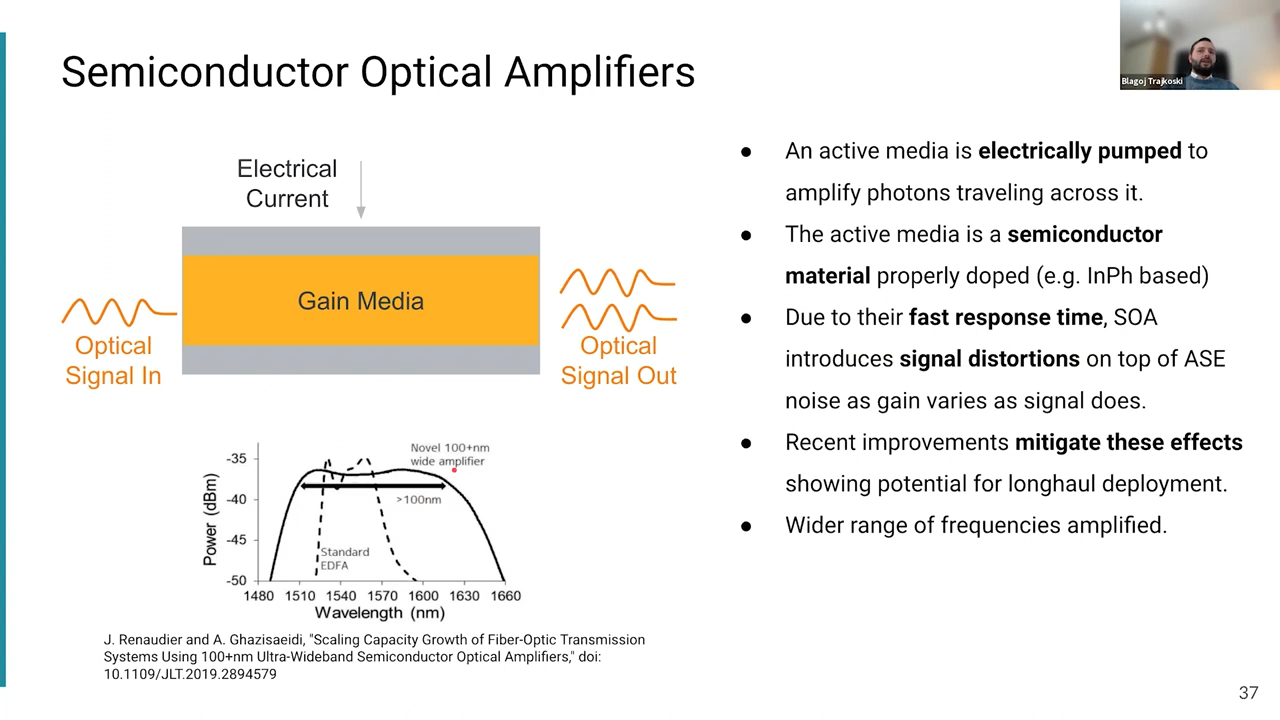 Semiconductor Optical Amplifiers
Blagoj Trajkoski
Electrical
Current
Gain Media
Optical
Signal In
Optical
Signal Out
● An active media is electrically pumped to
amplify photons traveling across it.
● The active media is a semiconductor
material properly doped (e.g. InPh based)
● Due to their fast response time, SOA
introduces signal distortions on top of ASE
noise as gain varies as signal does.
● Recent improvements mitigate these effects
showing potential for longhaul deployment.
● Wider range of frequencies amplified.
Novel 100+nm
wide amplifier
>100nm
Standard
EDFA
Power (dBm)
-35
-40
-45
-50
1480 1510 1540 1570 1600 1630 1660
Wavelength (nm)
J. Renaudier and A. Ghazisaeidi, "Scaling Capacity Growth of Fiber-Optic Transmission
Systems Using 100+nm Ultra-Wideband Semiconductor Optical Amplifiers," doi:
10.1109/JLT.2019.2894579
37